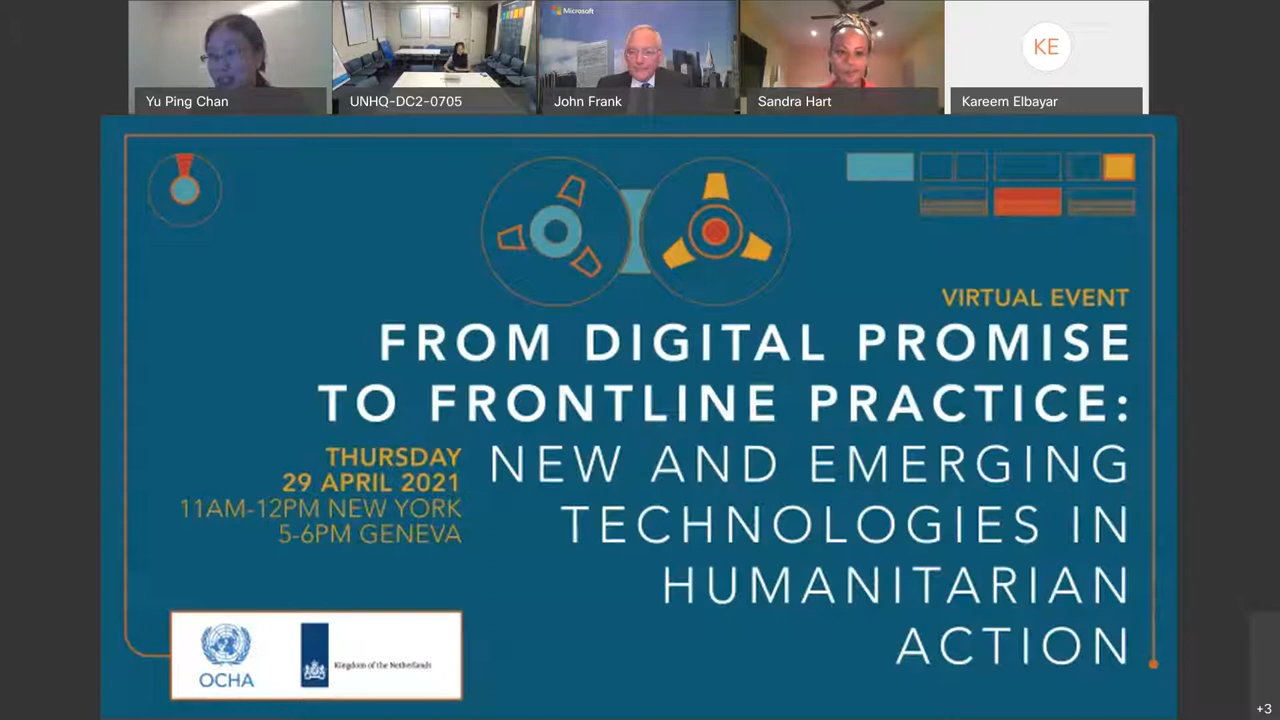 Microsoft
Yu Ping Chan
UNHQ-DC2-0705
John Frank
Sandra Hart
KE
Kareem Elbayar
VIRTUAL EVENT
FROM DIGITAL PROMISE
TO FRONTLINE PRACTICE:
NEW AND EMERGING
TECHNOLOGIES IN
HUMANITARIAN
ACTION
THURSDAY
29 APRIL 2021
11AM-12PM NEW YORK
5-6PM GENEVA
OCHA
Kingdom of the Netherlands
+3